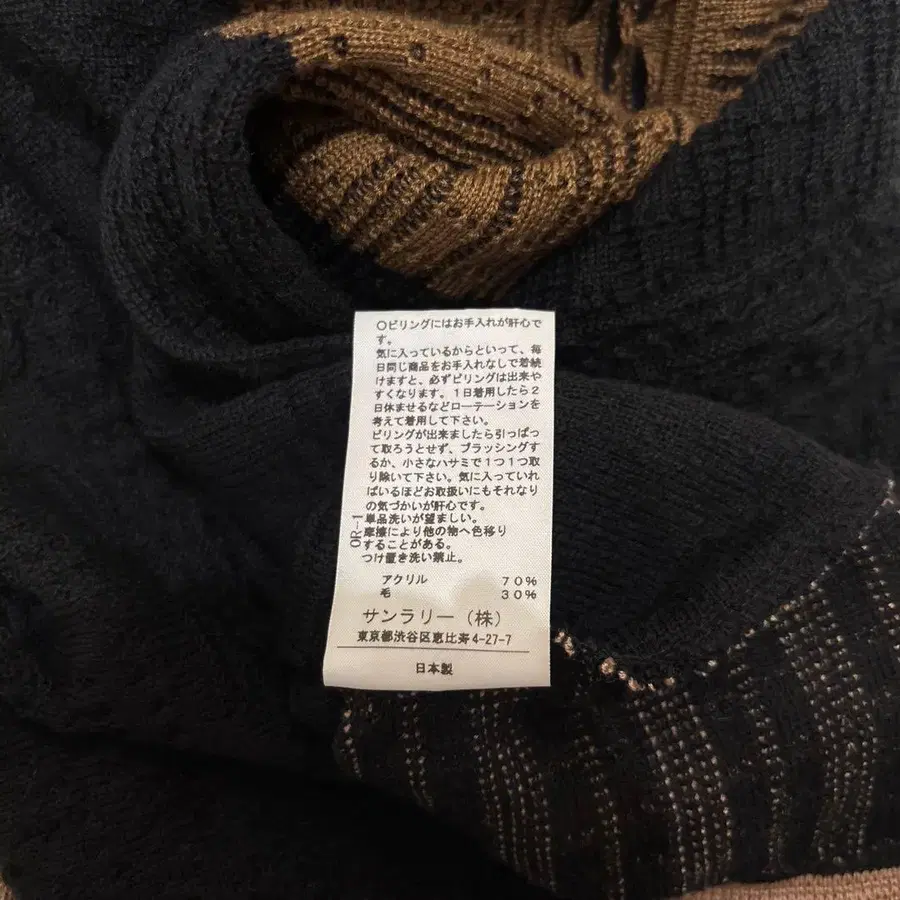 ○ピリングにはお手入れが肝心で
す。
気に入っているからといって、毎
日同じ商品をお手入れなしで着続
けますと、必ずピリングは出来や
すくなります。1日着用したら2
日休ませるなどローテーションを
考えて着用して下さい。
ピリングが出来ましたら引っぱっ
て取ろうとせず、ブラッシングす
るか、小さなハサミで1つ1つ取
り除いて下さい。気に入っていれ
ばいるほどお取扱いにもそれなり
の気づかいが肝心です。
単品洗いが望ましい。
摩擦により他の物へ色移り
することがある。
つけ置き洗い禁止。
OR-1
アクリル 70%
毛 30%
サンラリー(株)
東京都渋谷区恵比寿4-27-7
日本製